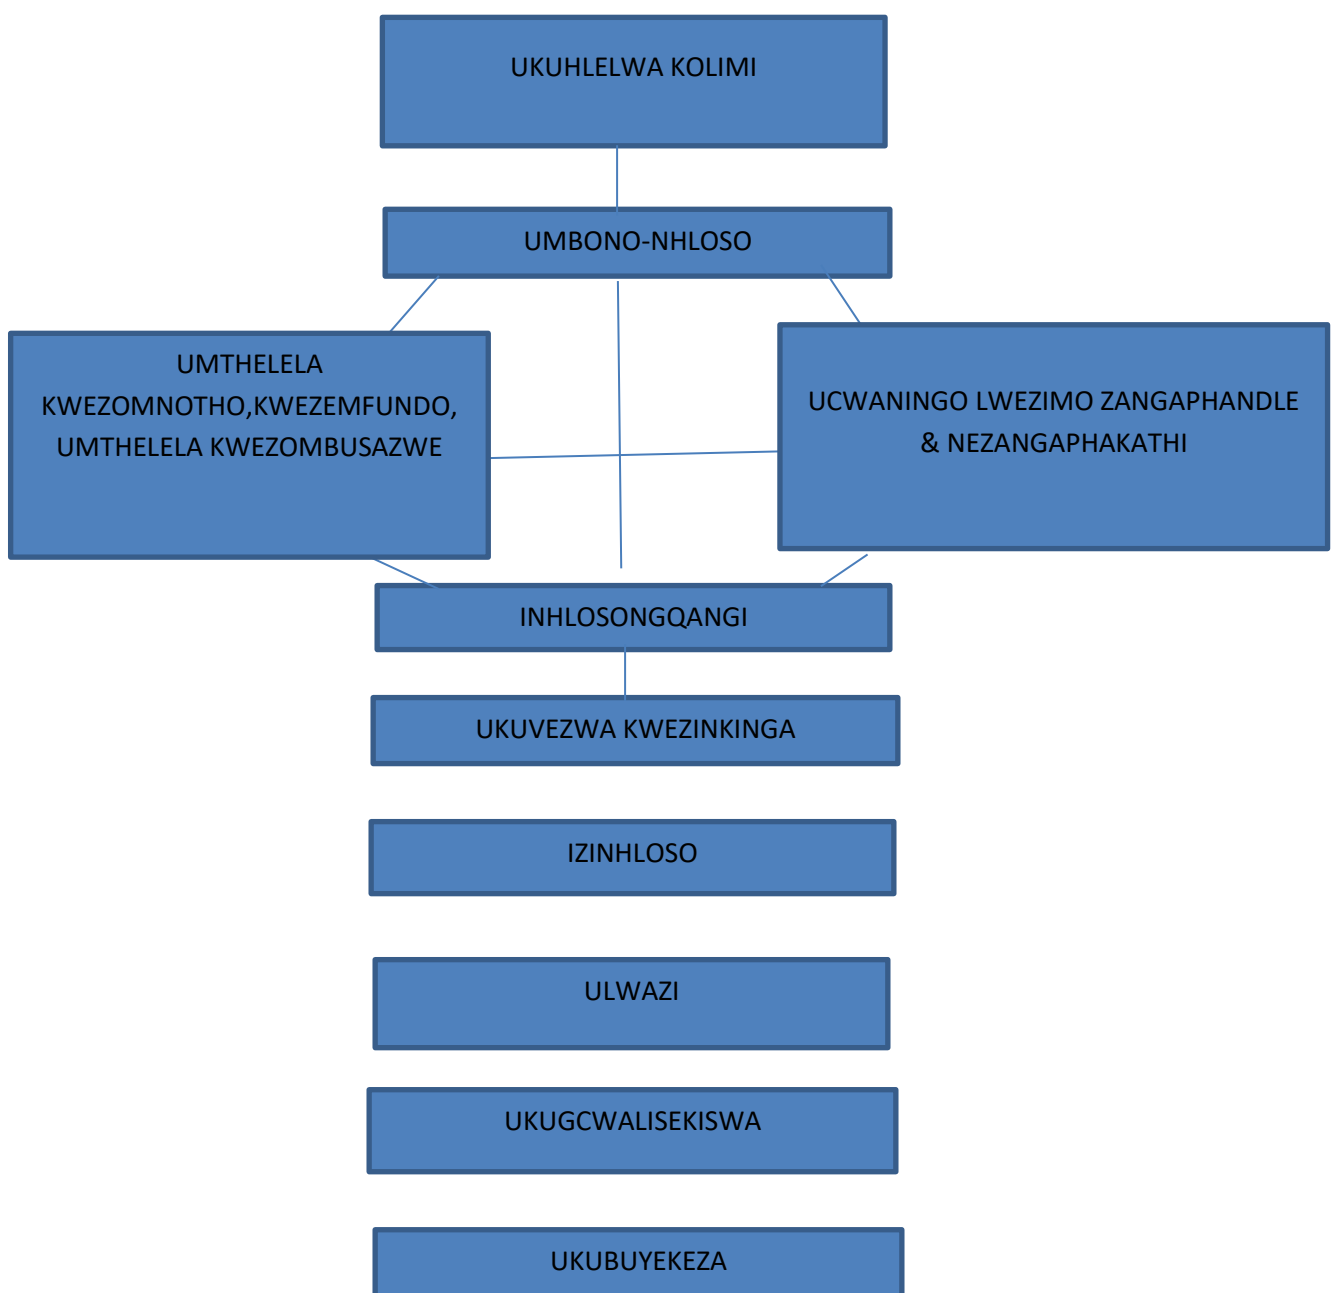 UKUHLELWA KOLIMI
UMBONO-NHLOSO
UMTHELELA
KWEZOMNOTHO,KWEZEMFUNDO,
UMTHELELA KWEZOMBUSAZWE
UCWANINGO LWEZIMO ZANGAPHANDLE
& NEZANGAPHAKATHI
INHLOSONGQANGI
UKUVEZWA KWEZINKINGA
IZINHLOSO
ULWAZI
UKUGCWALISEKISWA
UKUBUYEKEZA